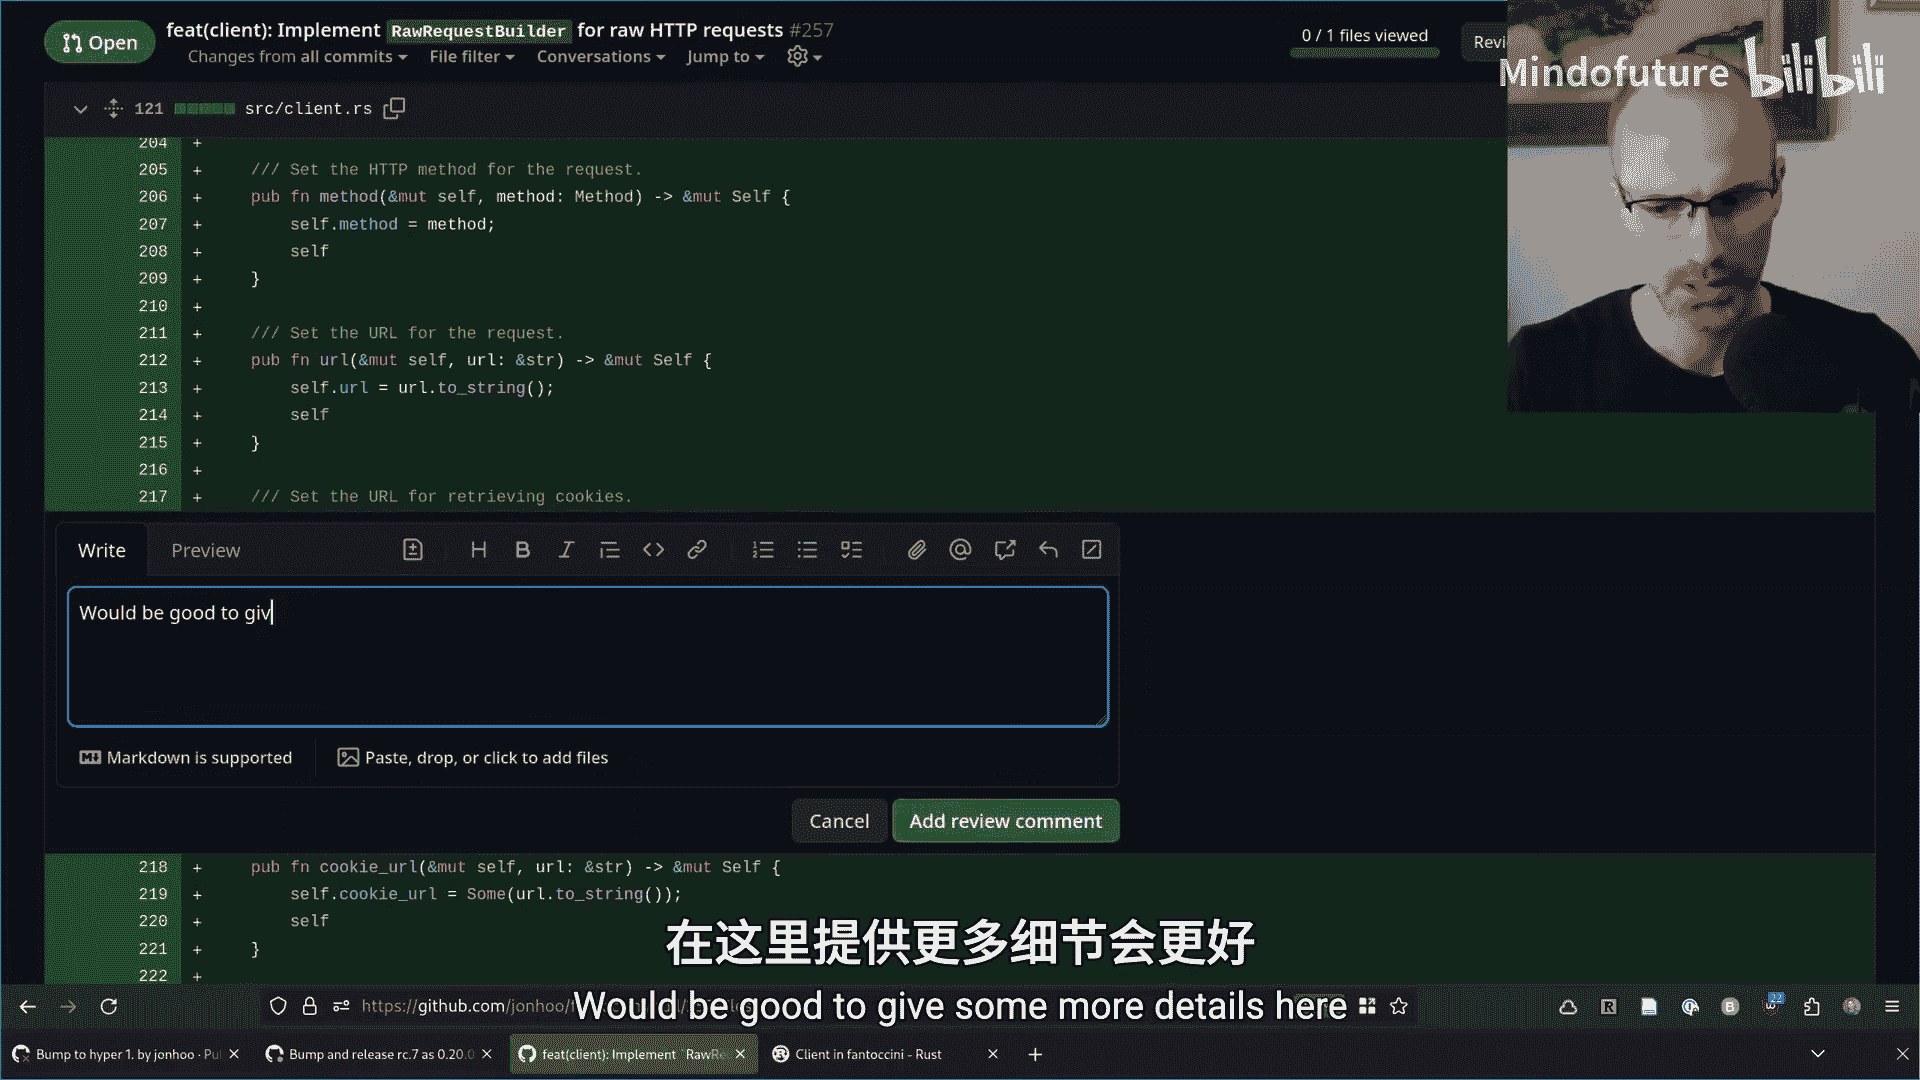 Open
feat(client): Implement RawRequestBuilder for raw HTTP requests #257
0 / 1 files viewed
Changes from all commits
File filter
Conversations
Jump to
Mindofuture bilibili
121 src/client.rs
204 +
205 + /// Set the HTTP method for the request.
206 + pub fn method(&mut self, method: Method) -> &mut Self {
207 + self.method = method;
208 + self
209 + }
210 +
211 + /// Set the URL for the request.
212 + pub fn url(&mut self, url: &str) -> &mut Self {
213 + self.url = url.to_string();
214 + self
215 + }
216 +
217 + /// Set the URL for retrieving cookies.
Write Preview
Would be good to giv
Markdown is supported
Paste, drop, or click to add files
Cancel Add review comment
218 + pub fn cookie_url(&mut self, url: &str) -> &mut Self {
219 + self.cookie_url = Some(url.to_string());
220 + self
221 + }
222 +
在这里提供更多细节会更好
Would be good to give some more details here
https://github.com/jonhoo/
22
Bump to hyper 1. by jonhoo · Pul
Bump and release rc.7 as 0.20.0
feat(client): Implement `RawRe
Client in fantoccini - Rust